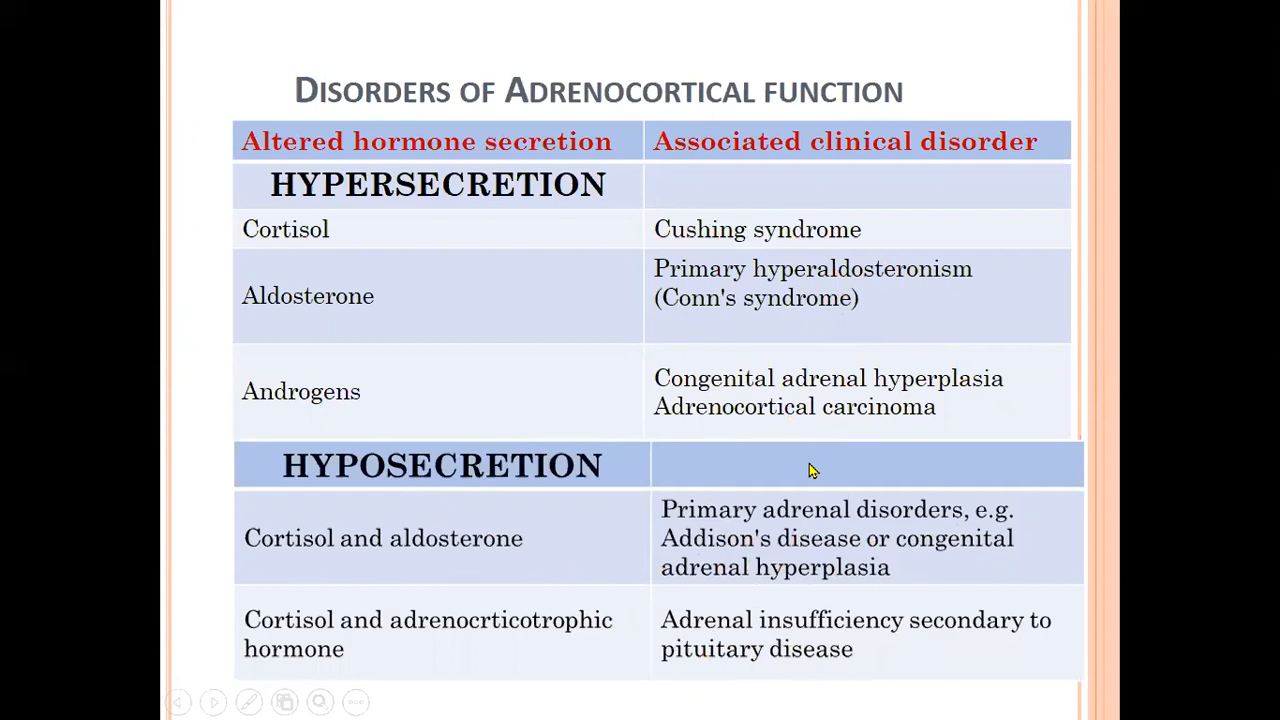 DISORDERS OF ADRENOCORTICAL FUNCTION
Altered hormone secretion
Associated clinical disorder
HYPERSECRETION
Cortisol
Cushing syndrome
Aldosterone
Primary hyperaldosteronism
(Conn's syndrome)
Androgens
Congenital adrenal hyperplasia
Adrenocortical carcinoma
HYPOSECRETION
Cortisol and aldosterone
Primary adrenal disorders, e.g.
Addison's disease or congenital
adrenal hyperplasia
Cortisol and adrenocrticotrophic
hormone
Adrenal insufficiency secondary to
pituitary disease